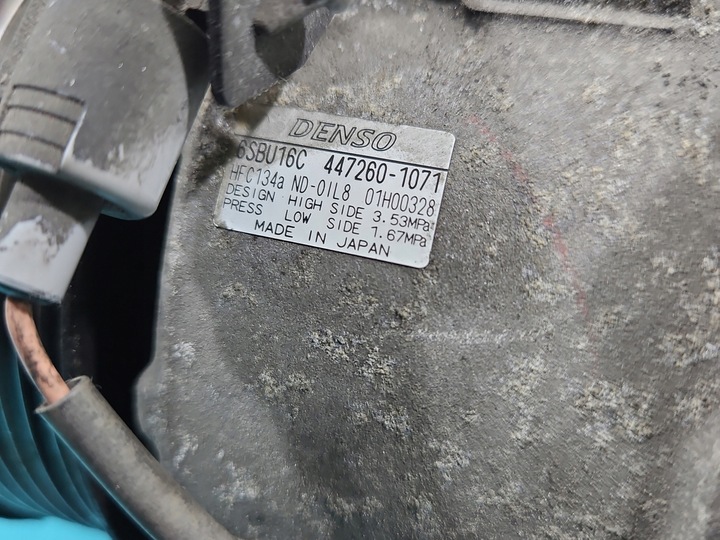 DENSO
6SBU16C 447260-1071
HFC134a ND-OIL8 01H00328
DESIGN HIGH SIDE 3.53MPa
PRESS LOW SIDE 1.67MPa
MADE IN JAPAN